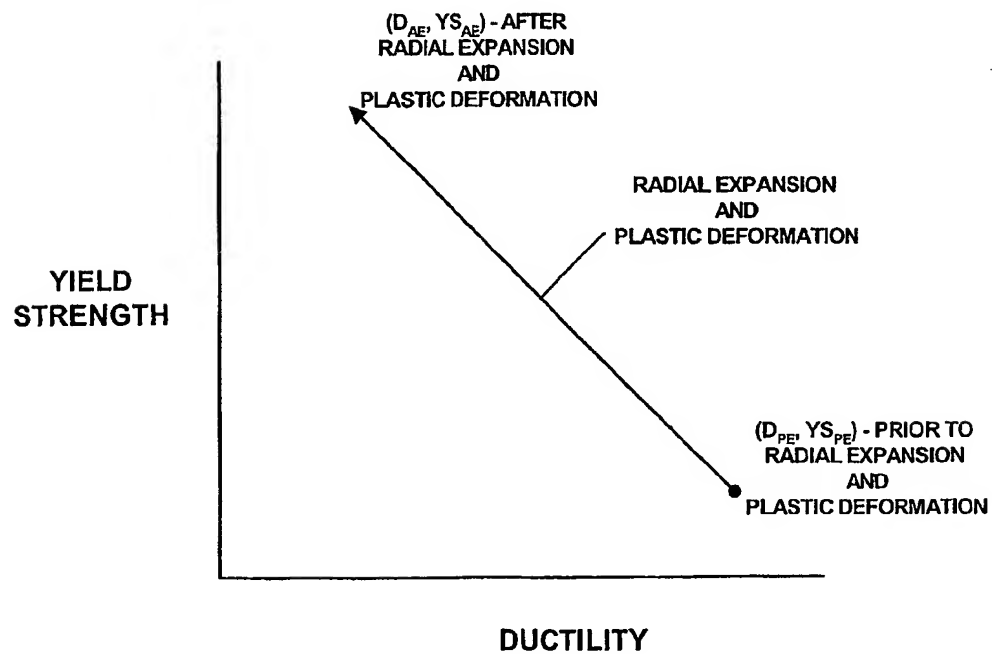 (D_AE, YS_AE) - AFTER
RADIAL EXPANSION
AND
PLASTIC DEFORMATION
RADIAL EXPANSION
AND
PLASTIC DEFORMATION
YIELD
STRENGTH
(D_PE, YS_PE) - PRIOR TO
RADIAL EXPANSION
AND
PLASTIC DEFORMATION
DUCTILITY